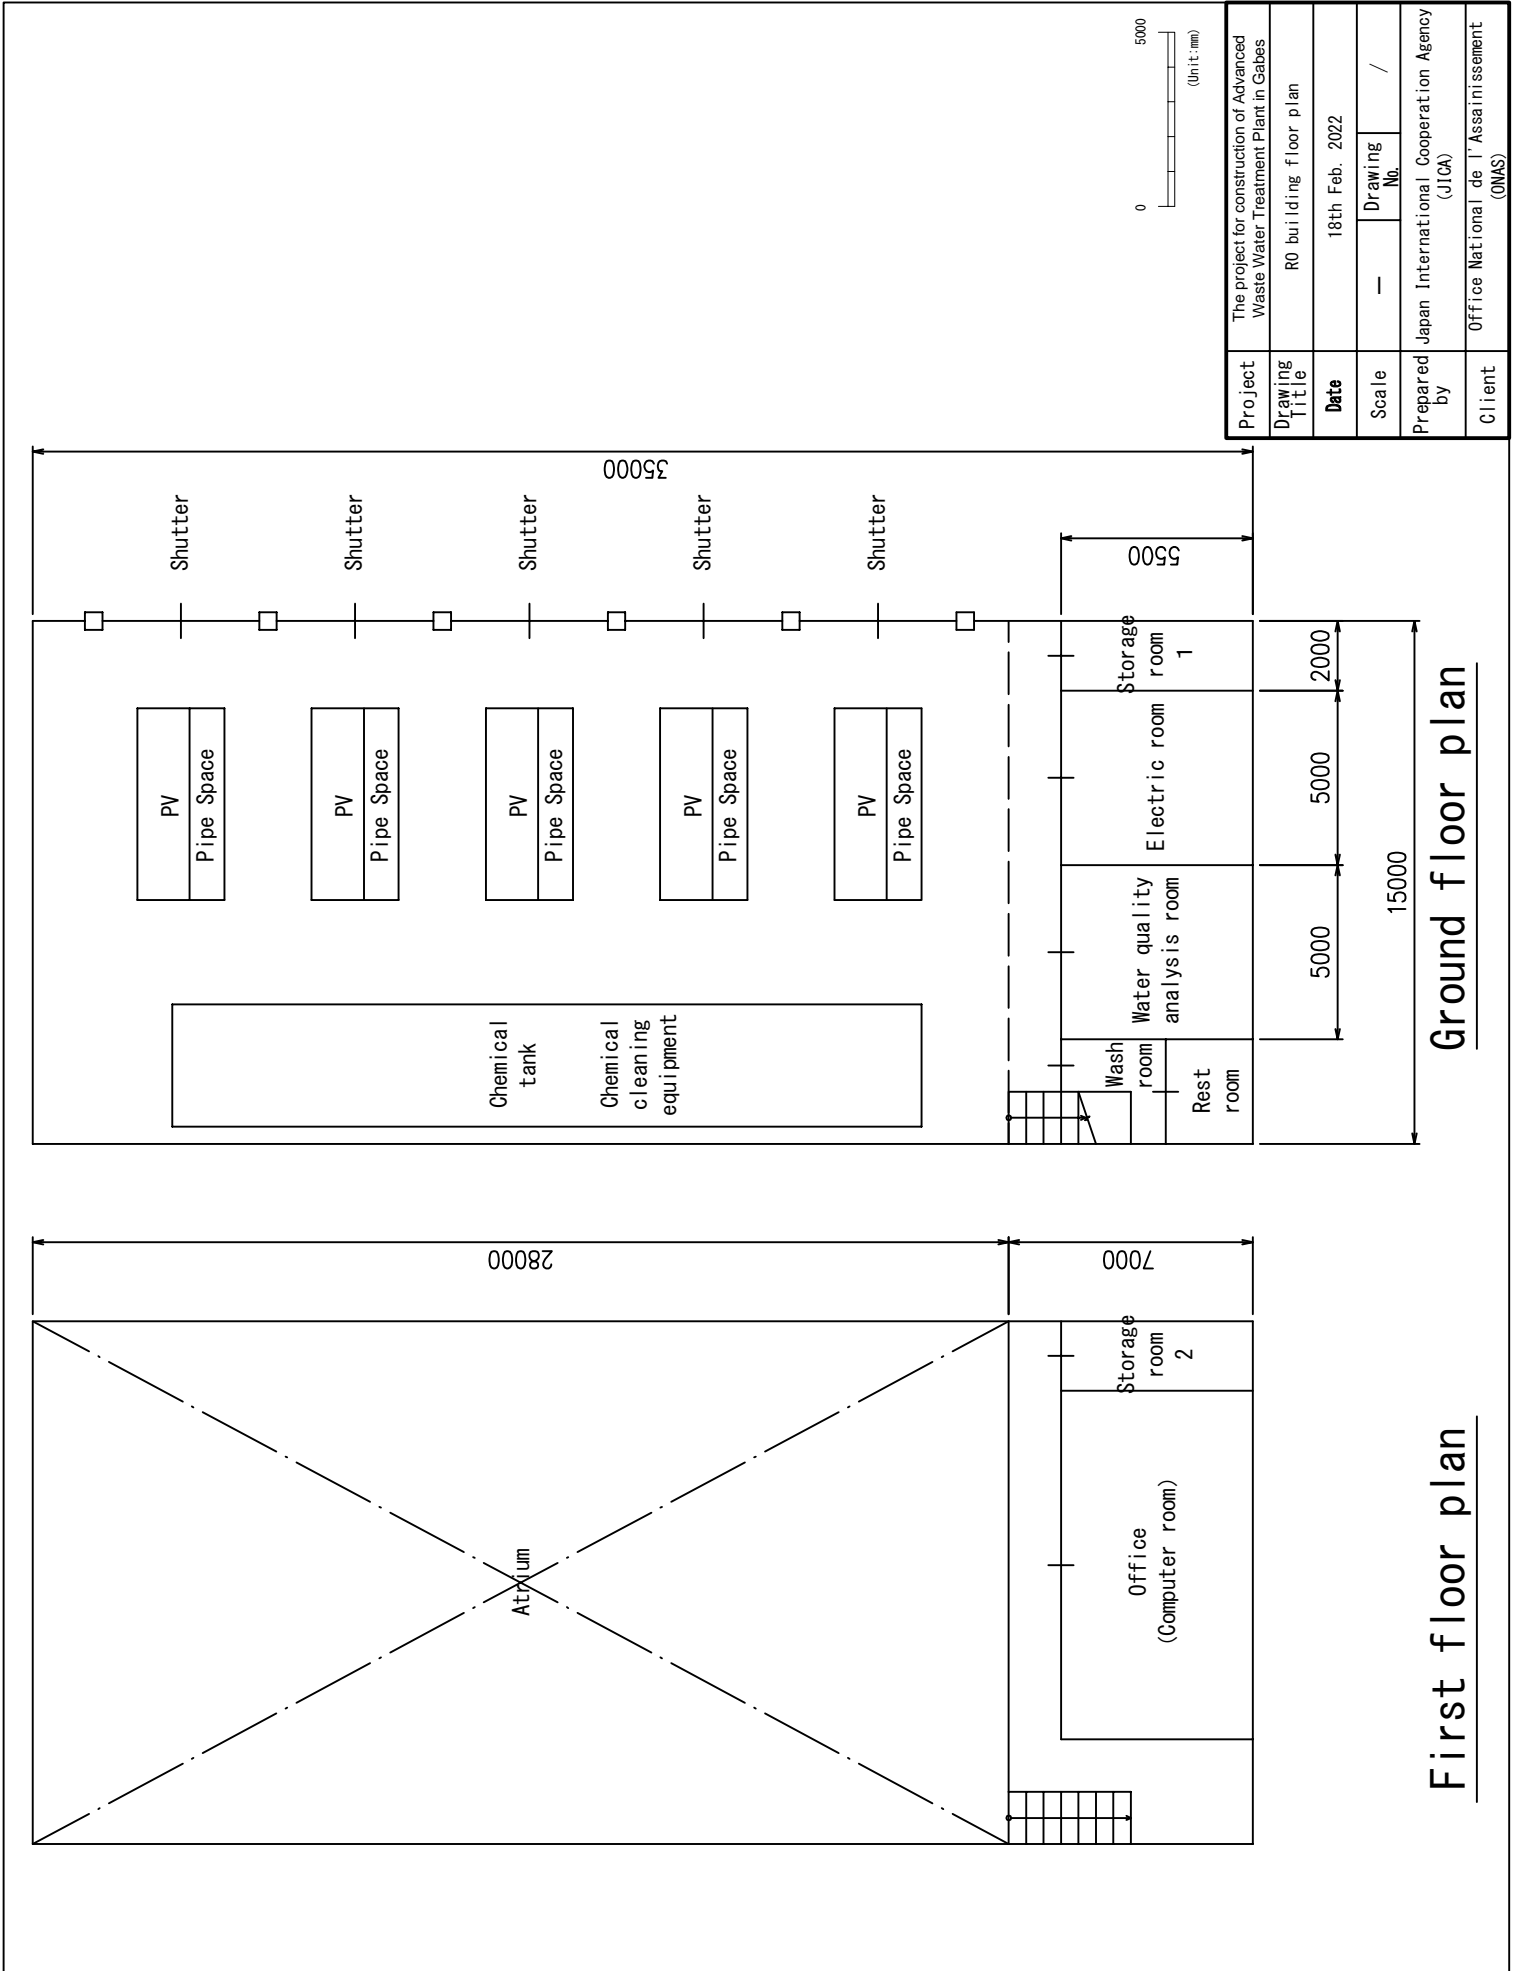 First floor plan
Atrium
Office
(Computer room)
Storage
room
2
28000
7000
Ground floor plan
Chemical
tank
Chemical
cleaning
equipment
PV
Pipe Space
PV
Pipe Space
PV
Pipe Space
PV
Pipe Space
PV
Pipe Space
Shutter
Shutter
Shutter
Shutter
Shutter
Wash
room
Rest
room
Water quality
analysis room
Electric room
Storage
room
1
5000
5000
2000
15000
5500
35000
0
5000
(Unit:mm)
Project
The project for construction of Advanced
Waste Water Treatment Plant in Gabes
Drawing
Title
RO building floor plan
Date
18th Feb. 2022
Scale
—
Drawing
No.
/
Prepared
by
Japan International Cooperation Agency
(JICA)
Client
Office National de l'Assainissement
(ONAS)